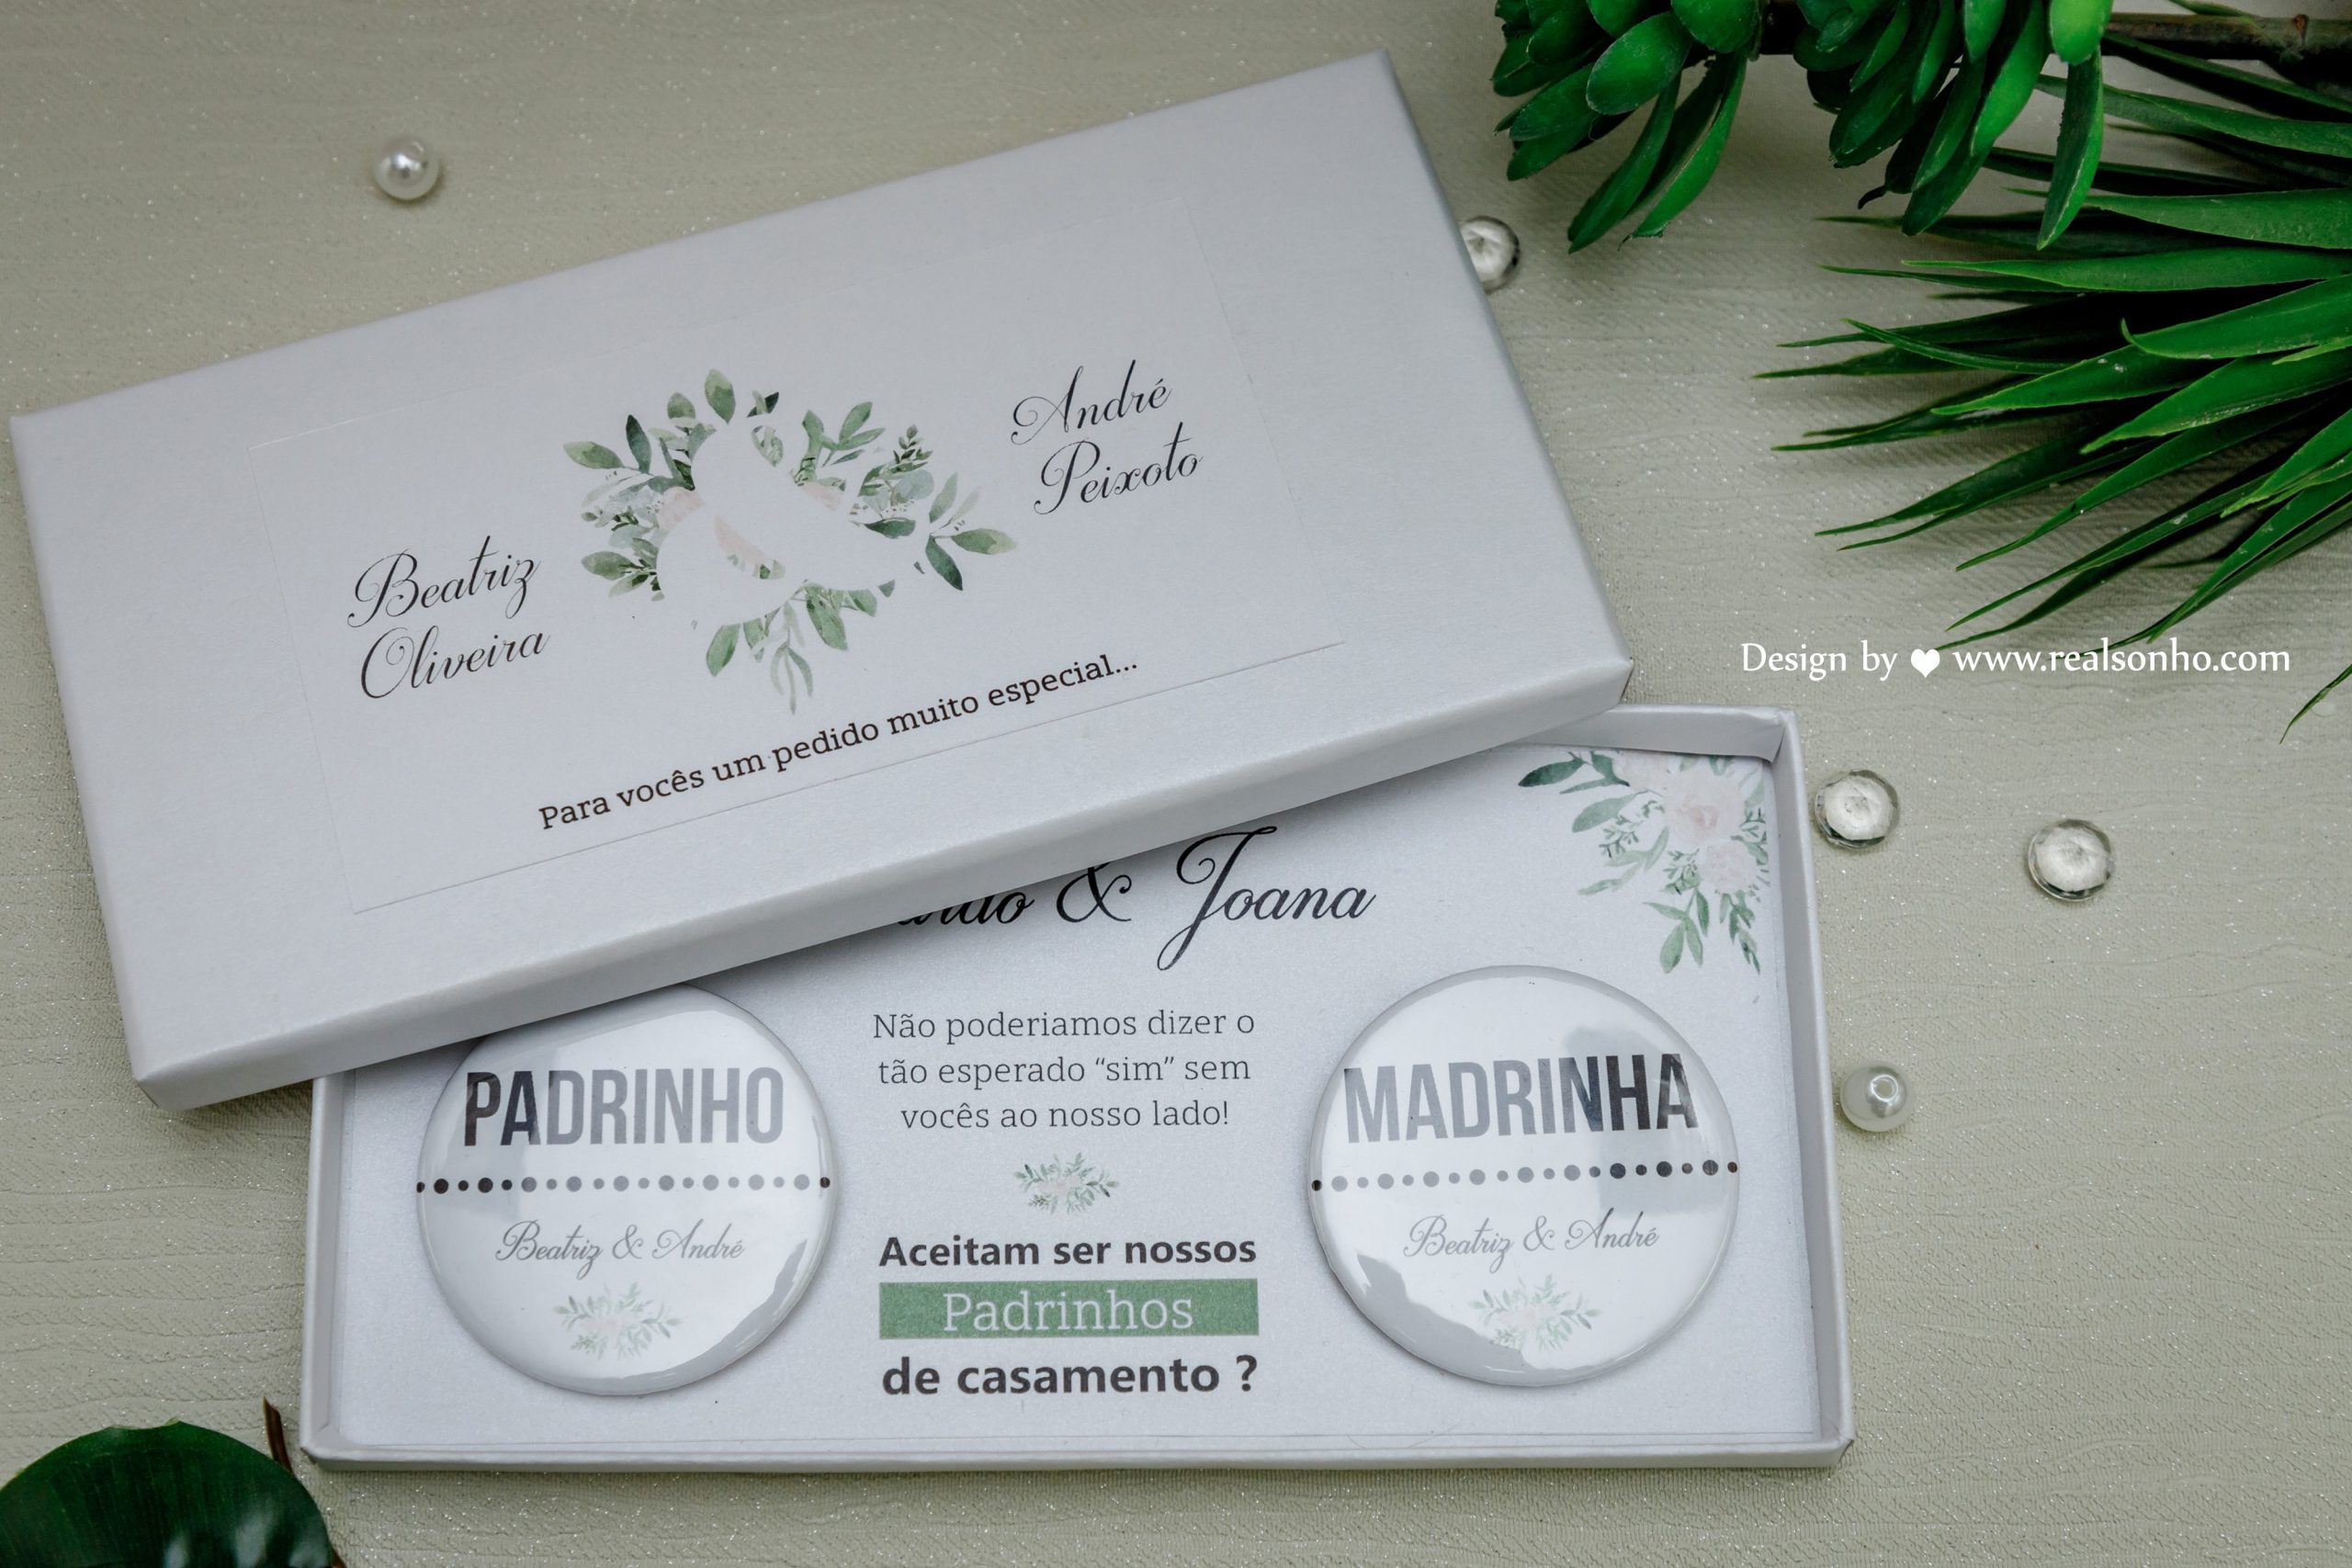 Beatriz
Oliveira
André
Peixoto
Para vocês um pedido muito especial...
Design by www.realsonho.com
& Joana
PADRINHO
Beatriz & André
Não poderiamos dizer o
tão esperado “sim” sem
vocês ao nosso lado!
Aceitam ser nossos
Padrinhos
de casamento ?
MADRINHA
Beatriz & André